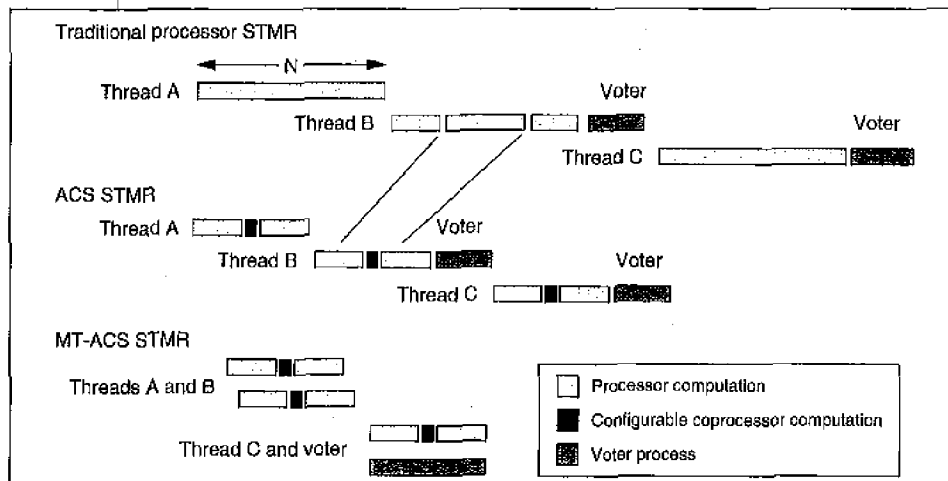 Traditional processor STMR
N
Thread A
Voter
Thread B
Voter
Thread C
ACS STMR
Thread A
Voter
Thread B
Voter
Thread C
MT-ACS STMR
Threads A and B
Thread C and voter
Processor computation
Configurable coprocessor computation
Voter process